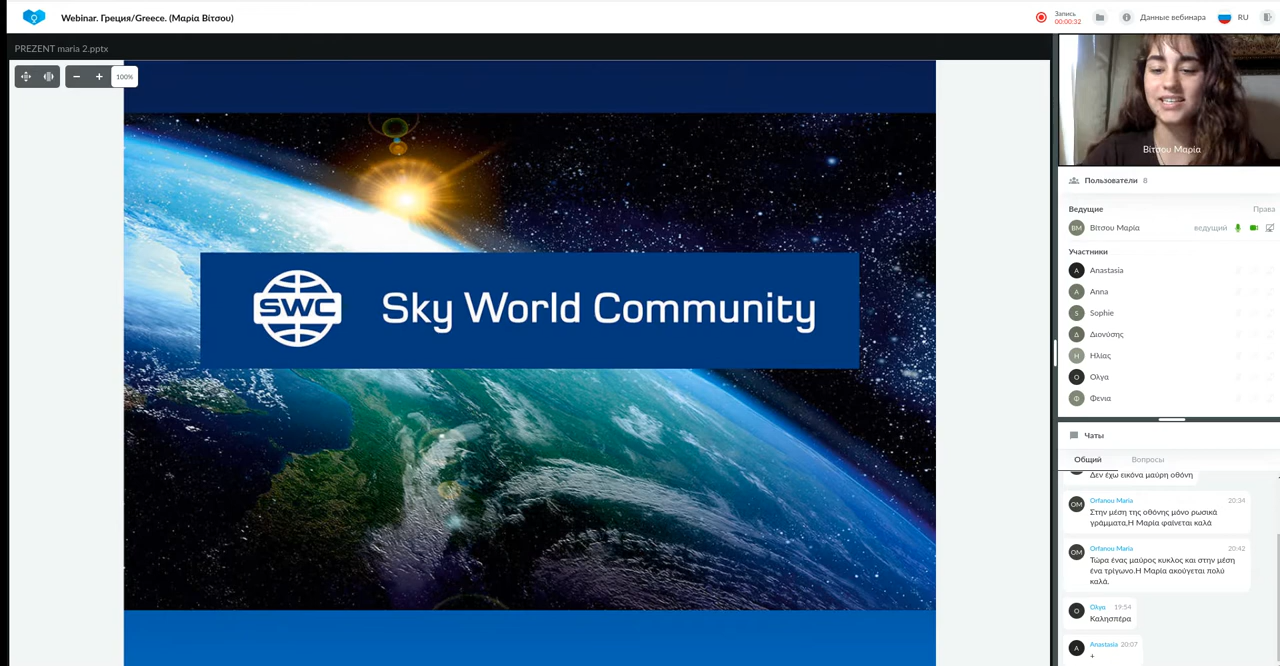 Webinar. Греция/Greece. (Μαρία Βίτσου)
Запись
00:00:32
Данные вебинара
RU
PREZENT maria 2.pptx
100%
SWC
Sky World Community
Βίτσου Μαρία
Пользователи 8
Ведущие
Права
ΒΜ
Βίτσου Μαρία
ведущий
Участники
A
Anastasia
A
Anna
S
Sophie
Δ
Διονύσης
Η
Ηλίας
Ο
Ολγα
Φ
Φενια
Чаты
Общий
Вопросы
Δεν έχω εικόνα μαύρη οθόνη
OM
Orfanou Maria
20:34
Στην μέση της οθόνης μόνο ρωσικά
γράμματα,Η Μαρία φαίνεται καλά
OM
Orfanou Maria
20:42
Τώρα ένας μαύρος κυκλος και στην μέση
ένα τρίγωνο.Η Μαρία ακούγεται πολύ
καλά.
Ο
Ολγα
19:54
Καλησπέρα
A
Anastasia
20:07
+